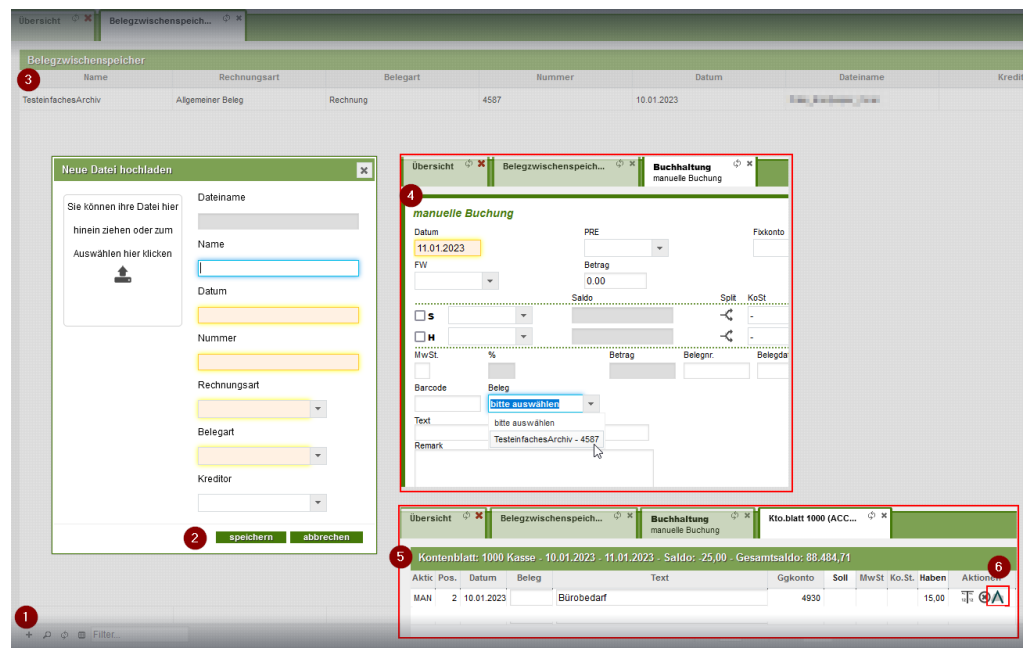 Übersicht
Belegzwischenspeich...
Belegzwischenspeicher
3
Name Rechnungsart Belegart Nummer Datum Dateiname Kredit
TesteinfachesArchiv Allgemeiner Beleg Rechnung 4587 10.01.2023
Neue Datei hochladen
Sie können ihre Datei hier
hinein ziehen oder zum
Auswählen hier klicken
Dateiname
Name
Datum
Nummer
Rechnungsart
Belegart
Kreditor
2
speichern abbrechen
Übersicht Belegzwischenspeich... Buchhaltung
manuelle Buchung
4
manuelle Buchung
Datum PRE Fixkonto
11.01.2023
FW Betrag
0.00
Saldo Split KoSt
S -
H -
MwSt. % Betrag Belegnr. Belegda
Barcode Beleg
bitte auswählen
Text
bitte auswählen
TesteinfachesArchiv - 4587
Remark
Übersicht Belegzwischenspeich... Buchhaltung Kto.blatt 1000 (ACC...
manuelle Buchung
5
Kontenblatt: 1000 Kasse - 10.01.2023 - 11.01.2023 - Saldo: -25,00 - Gesamtsaldo: 88.484,71
6
Aktic Pos. Datum Beleg Text Ggkonto Soll MwSt Ko.St. Haben Aktionen
MAN 2 10.01.2023 Bürobedarf 4930 15,00
1
Filter...